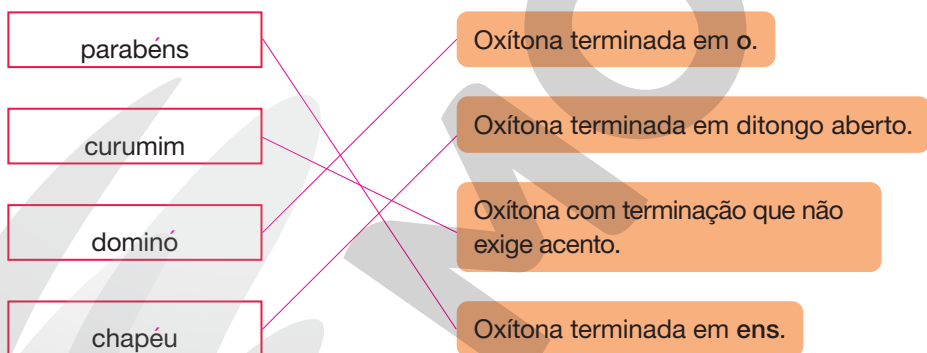 parabéns
Oxítona terminada em o.
curumim
Oxítona terminada em ditongo aberto.
dominó
Oxítona com terminação que não
exige acento.
chapéu
Oxítona terminada em ens.